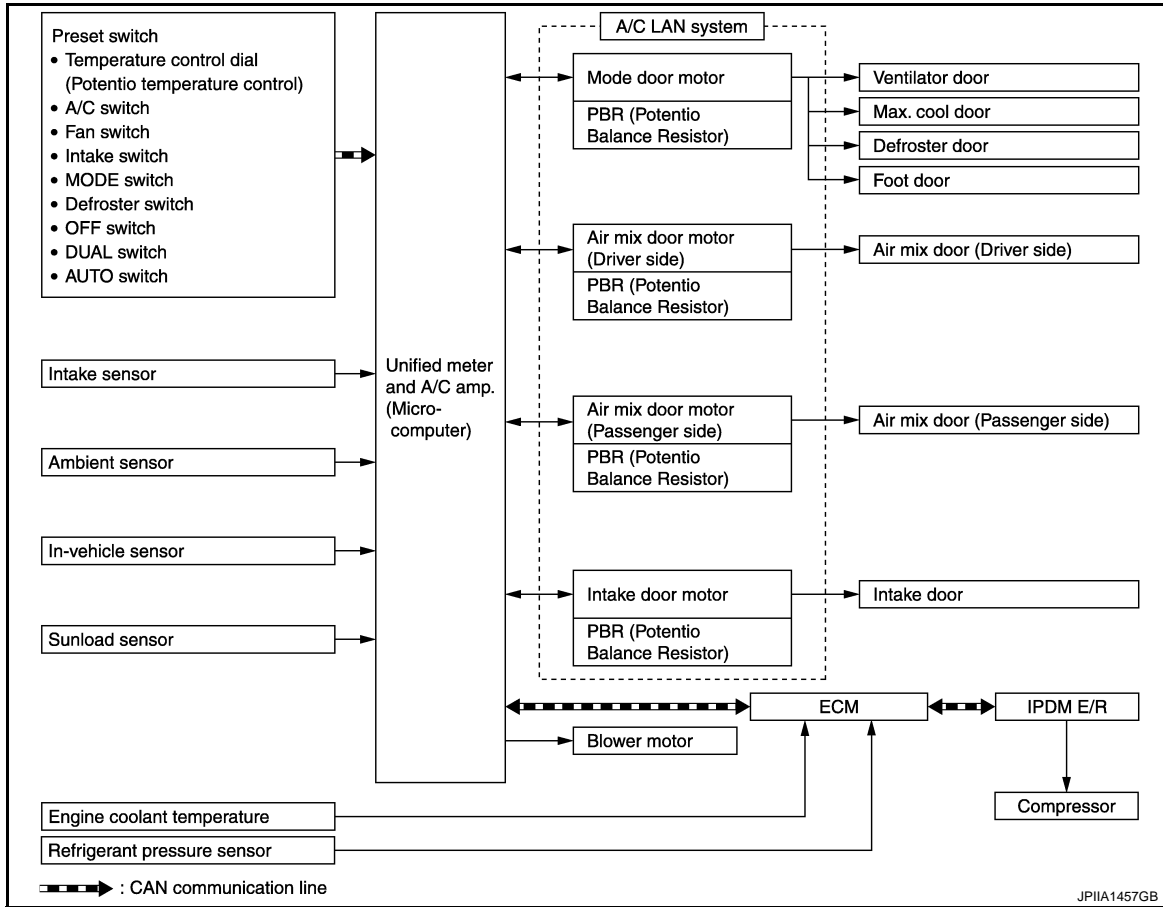 Preset switch
• Temperature control dial
(Potentio temperature control)
• A/C switch
• Fan switch
• Intake switch
• MODE switch
• Defroster switch
• OFF switch
• DUAL switch
• AUTO switch
Intake sensor
Ambient sensor
In-vehicle sensor
Sunload sensor
Unified meter
and A/C amp.
(Micro-
computer)
A/C LAN system
Mode door motor
PBR (Potentio
Balance Resistor)
Ventilator door
Max. cool door
Defroster door
Foot door
Air mix door motor
(Driver side)
PBR (Potentio
Balance Resistor)
Air mix door (Driver side)
Air mix door motor
(Passenger side)
PBR (Potentio
Balance Resistor)
Air mix door (Passenger side)
Intake door motor
PBR (Potentio
Balance Resistor)
Intake door
ECM
IPDM E/R
Blower motor
Compressor
Engine coolant temperature
Refrigerant pressure sensor
: CAN communication line
JPIIA1457GB